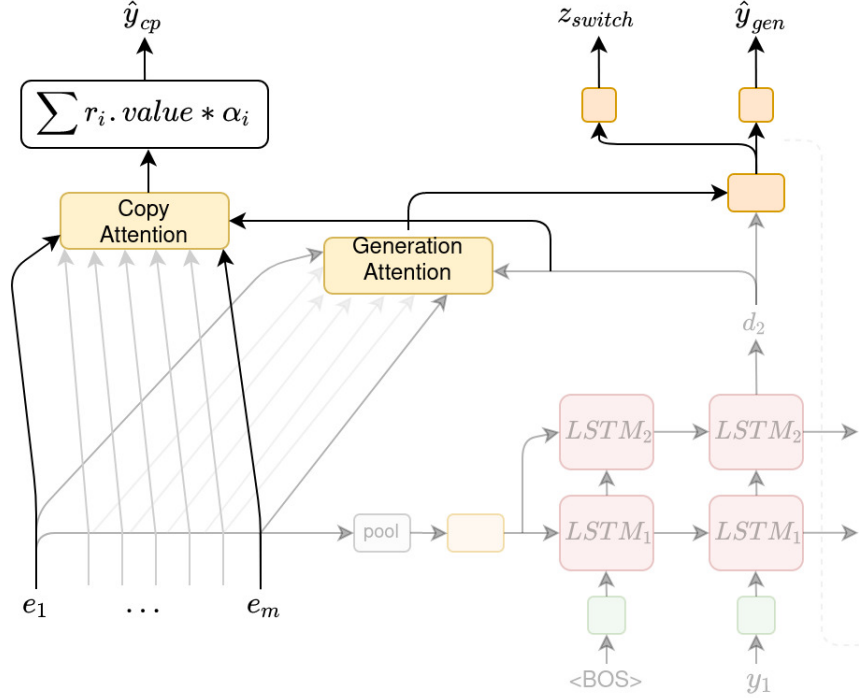 ŷ_cp
z_switch
ŷ_gen
∑ r_i.value * α_i
Copy
Attention
Generation
Attention
d_2
LSTM_2
LSTM_2
pool
LSTM_1
LSTM_1
e_1
...
e_m
<BOS>
y_1